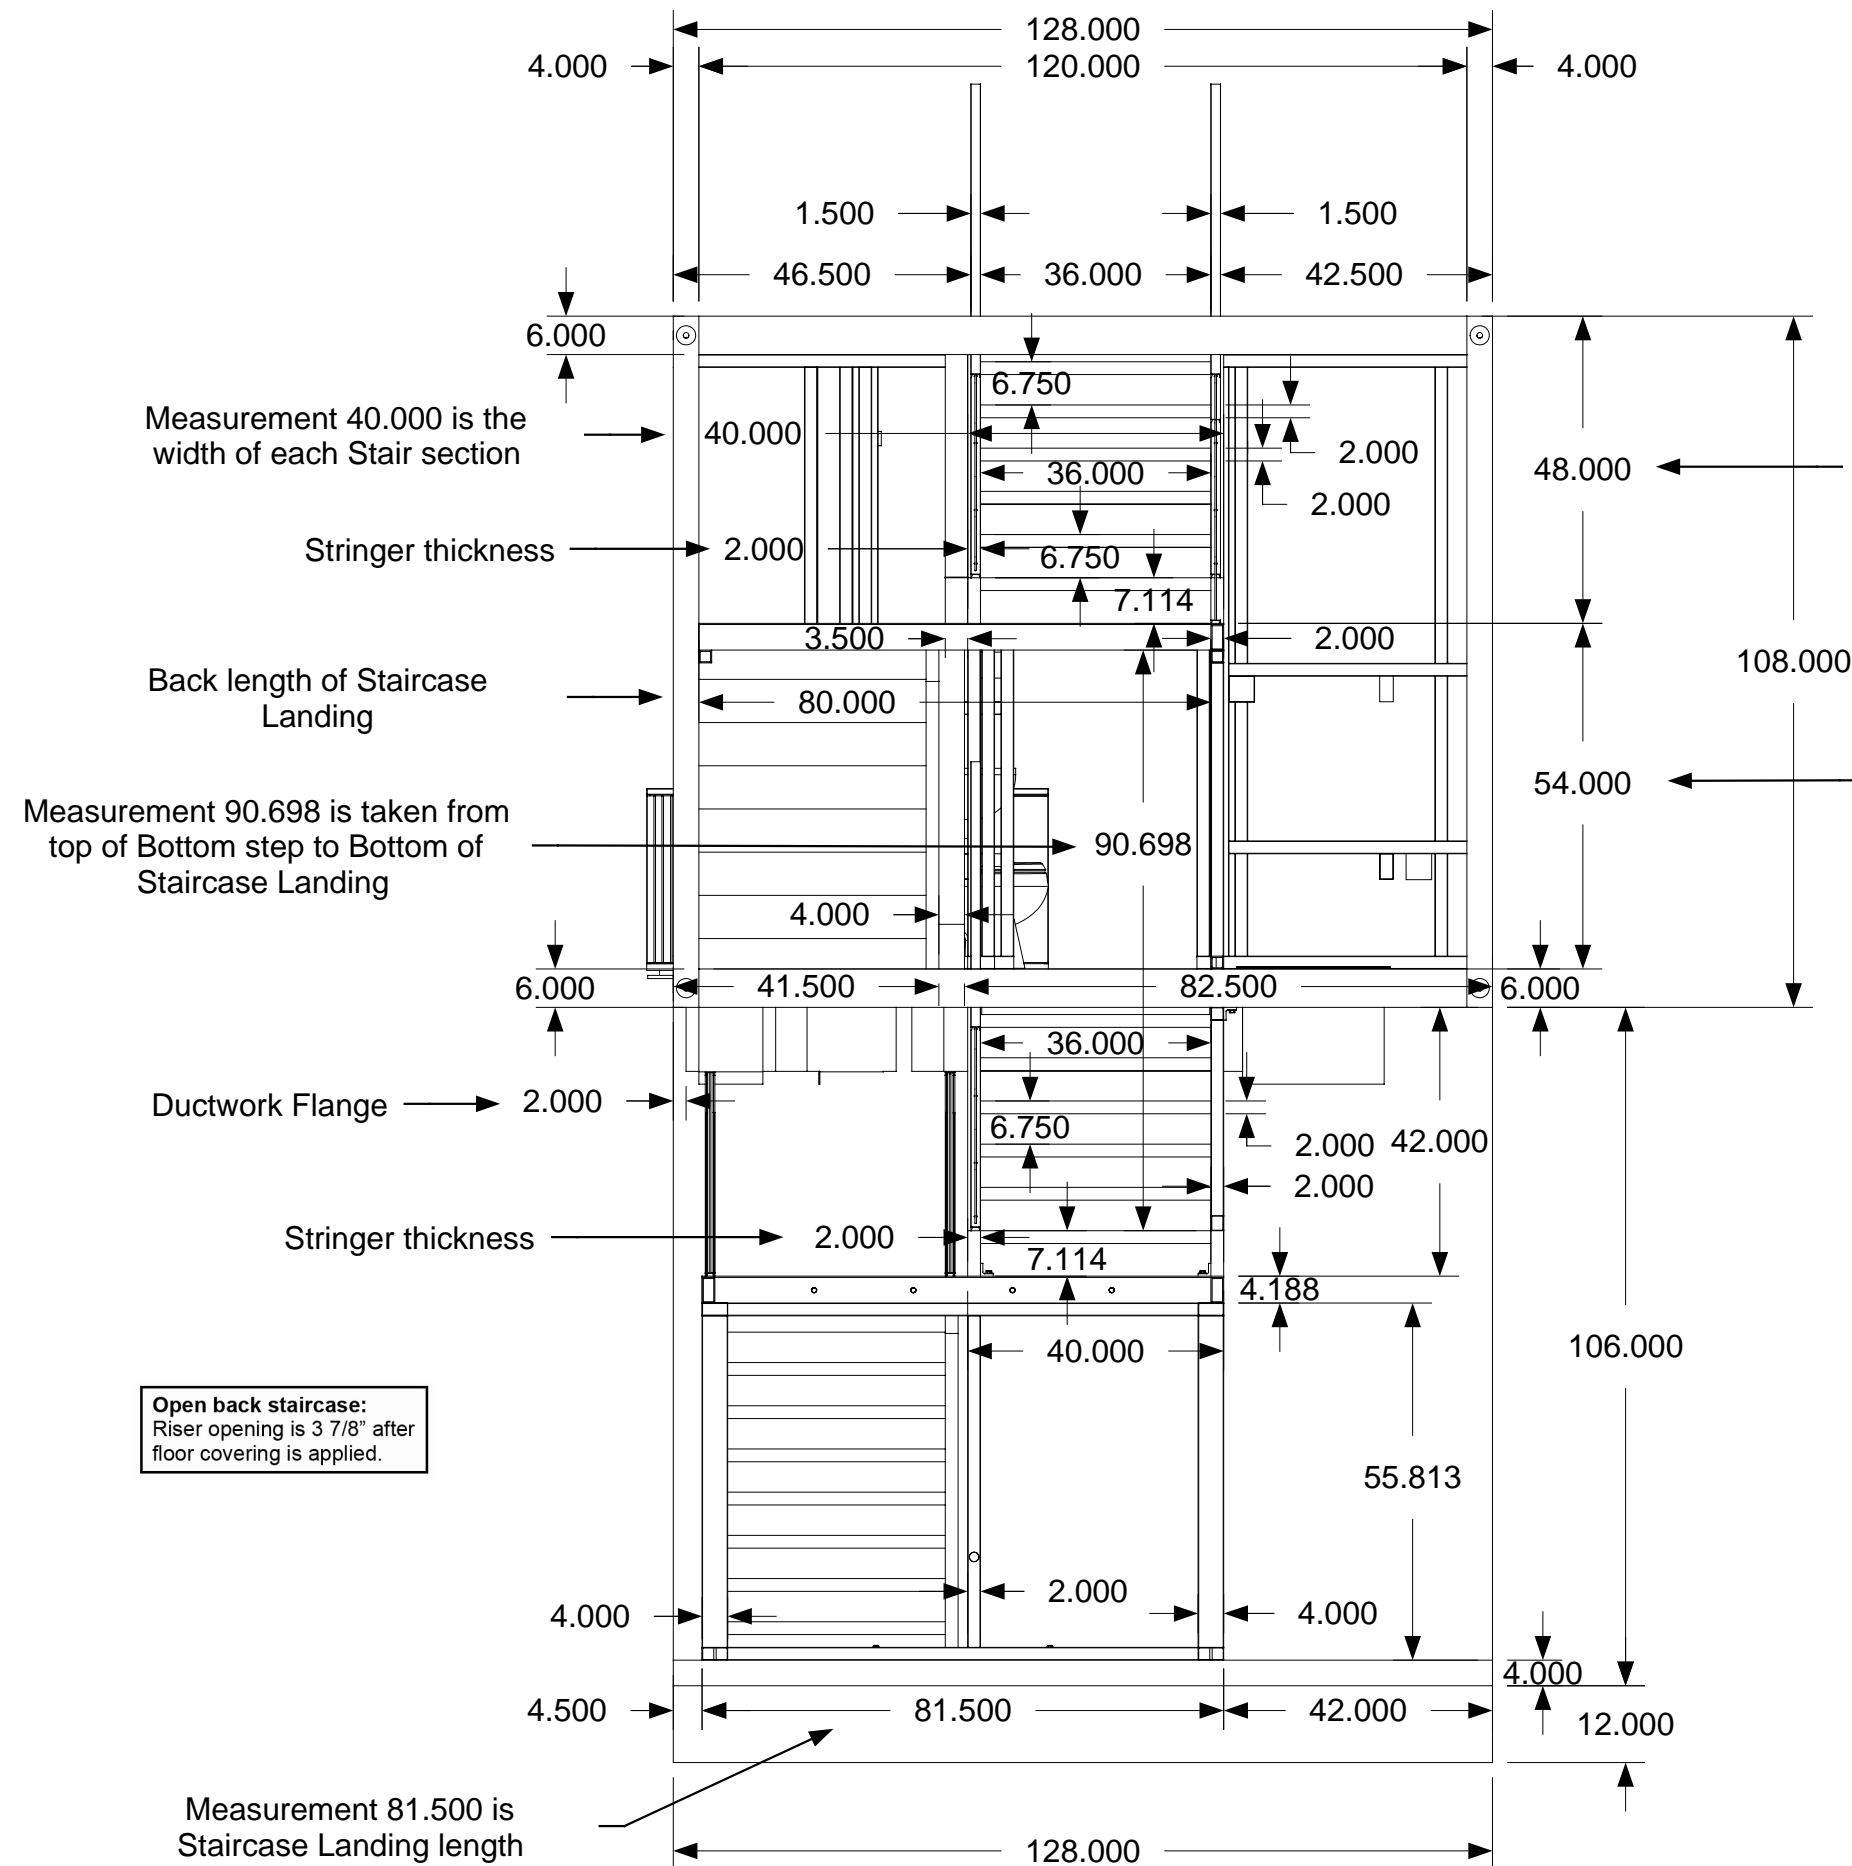 128.000
4.000 120.000 4.000
1.500 1.500
46.500 36.000 42.500
6.000
6.750
Measurement 40.000 is the
width of each Stair section
40.000
2.000
48.000
36.000
2.000
Stringer thickness
2.000
6.750
7.114
3.500 2.000
108.000
Back length of Staircase
Landing
80.000
54.000
Measurement 90.698 is taken from
top of Bottom step to Bottom of
Staircase Landing
90.698
4.000
6.000 41.500 82.500 6.000
36.000
Ductwork Flange
2.000
6.750
2.000 42.000
2.000
Stringer thickness
2.000
7.114
4.188
40.000
106.000
Open back staircase:
Riser opening is 3 7/8” after
floor covering is applied.
55.813
2.000
4.000 4.000
4.000
4.500 81.500 42.000
12.000
Measurement 81.500 is
Staircase Landing length
128.000